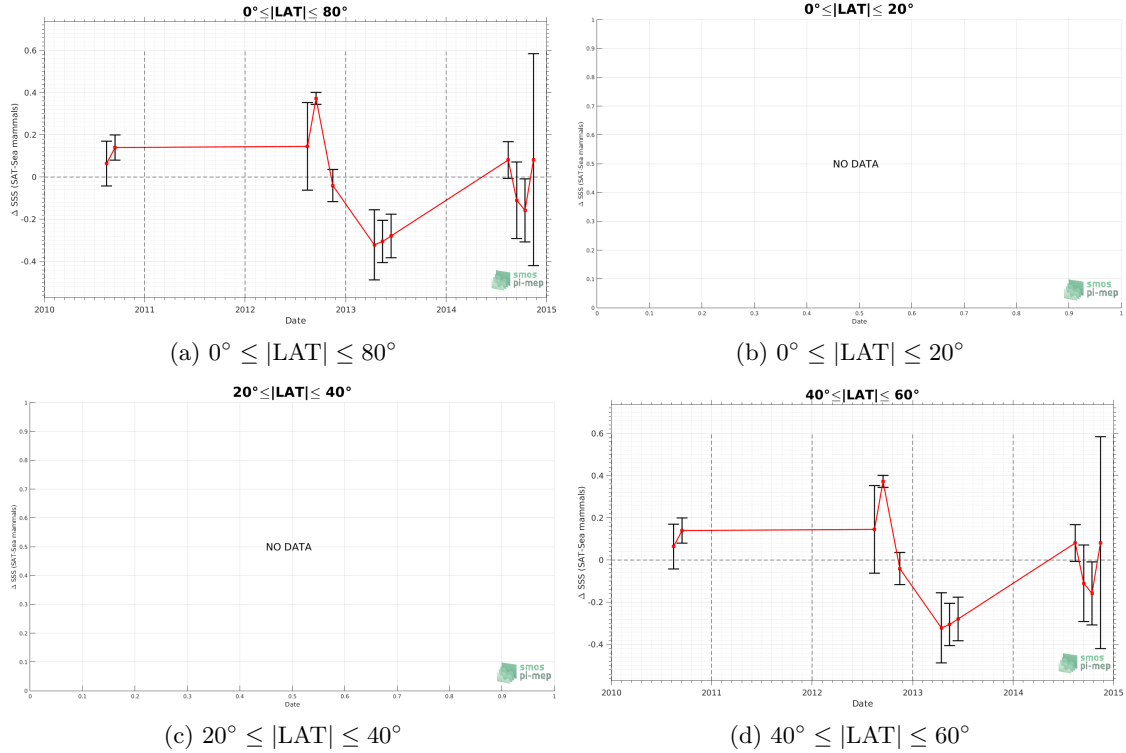 0°≤|LAT|≤ 80°
Δ SSS (SAT-Sea mammals)
0.6
0.4
0.2
0
-0.2
-0.4
2010 2011 2012 2013 2014 2015
Date
smos
pi-mep
(a) 0° ≤ |LAT| ≤ 80°
0°≤|LAT|≤ 20°
Δ SSS (SAT-Sea mammals)
1
0.9
0.8
0.7
0.6
0.5
0.4
0.3
0.2
0.1
0
NO DATA
0 0.1 0.2 0.3 0.4 0.5 0.6 0.7 0.8 0.9 1
Date
smos
pi-mep
(b) 0° ≤ |LAT| ≤ 20°
20°≤|LAT|≤ 40°
Δ SSS (SAT-Sea mammals)
1
0.9
0.8
0.7
0.6
0.5
0.4
0.3
0.2
0.1
0
NO DATA
0 0.1 0.2 0.3 0.4 0.5 0.6 0.7 0.8 0.9 1
Date
smos
pi-mep
(c) 20° ≤ |LAT| ≤ 40°
40°≤|LAT|≤ 60°
Δ SSS (SAT-Sea mammals)
0.6
0.4
0.2
0
-0.2
-0.4
2010 2011 2012 2013 2014 2015
Date
smos
pi-mep
(d) 40° ≤ |LAT| ≤ 60°